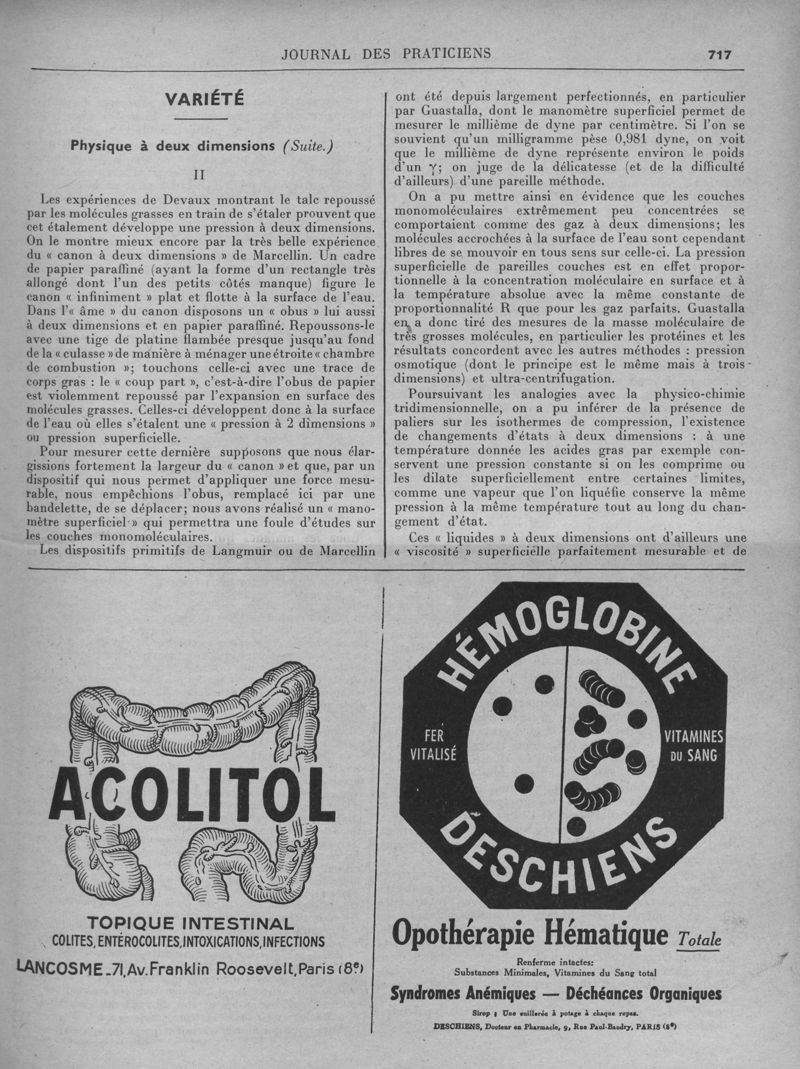 JOURNAL DES PRATICIENS 717
VARIÉTÉ
Physique à deux dimensions (Suite.)
II
Les expériences de Devaux montrant le talc repoussé
par les molécules grasses en train de s'étaler prouvent que
cet étalement développe une pression à deux dimensions.
On le montre mieux encore par la très belle expérience
du « canon à deux dimensions » de Marcellin. Un cadre
de papier paraffiné (ayant la forme d'un rectangle très
allongé dont l'un des petits côtés manque) figure le
canon « infiniment » plat et flotte à la surface de l'eau.
Dans l'« âme » du canon disposons un « obus » lui aussi
à deux dimensions et en papier paraffiné. Repoussons-le
avec une tige de platine flambée presque jusqu'au fond
de la « culasse » de manière à ménager une étroite « chambre
de combustion »; touchons celle-ci avec une trace de
corps gras : le « coup part », c'est-à-dire l'obus de papier
est violemment repoussé par l'expansion en surface des
molécules grasses. Celles-ci développent donc à la surface
de l'eau où elles s'étalent une « pression à 2 dimensions »
ou pression superficielle.
Pour mesurer cette dernière supposons que nous élar-
gissions fortement la largeur du « canon » et que, par un
dispositif qui nous permet d'appliquer une force mesu-
rable, nous empêchions l'obus, remplacé ici par une
bandelette, de se déplacer; nous avons réalisé un « mano-
mètre superficiel » qui permettra une foule d'études sur
les couches monomoléculaires.
Les dispositifs primitifs de Langmuir ou de Marcellin
ont été depuis largement perfectionnés, en particulier
par Guastalla, dont le manomètre superficiel permet de
mesurer le millième de dyne par centimètre. Si l'on se
souvient qu'un milligramme pèse 0,981 dyne, on voit
que le millième de dyne représente environ le poids
d'un γ; on juge de la délicatesse (et de la difficulté
d'ailleurs) d'une pareille méthode.
On a pu mettre ainsi en évidence que les couches
monomoléculaires extrêmement peu concentrées se
comportaient comme des gaz à deux dimensions; les
molécules accrochées à la surface de l'eau sont cependant
libres de se mouvoir en tous sens sur celle-ci. La pression
superficielle de pareilles couches est en effet propor-
tionnelle à la concentration moléculaire en surface et à
la température absolue avec la même constante de
proportionnalité R que pour les gaz parfaits. Guastalla
en a donc tiré des mesures de la masse moléculaire de
très grosses molécules, en particulier les protéines et les
résultats concordent avec les autres méthodes : pression
osmotique (dont le principe est le même mais à trois
dimensions) et ultra-centrifugation.
Poursuivant les analogies avec la physico-chimie
tridimensionnelle, on a pu inférer de la présence de
paliers sur les isothermes de compression, l'existence
de changements d'états à deux dimensions : à une
température donnée les acides gras par exemple con-
servent une pression constante si on les comprime ou
les dilate superficiellement entre certaines limites,
comme une vapeur que l'on liquéfie conserve la même
pression à la même température tout au long du chan-
gement d'état.
Ces « liquides » à deux dimensions ont d'ailleurs une
« viscosité » superficielle parfaitement mesurable et de
ACOLITOL
TOPIQUE INTESTINAL
COLITES, ENTÉROCOLITES, INTOXICATIONS, INFECTIONS
LANCOSME_71, Av. Franklin Roosevelt, Paris (8e)
HÉMOGLOBINE
FER
VITALISÉ
VITAMINES
DU SANG
DESCHIENS
Opothérapie Hématique Totale
Renferme intactes:
Substances Minimales, Vitamines du Sang total
Syndromes Anémiques — Déchéances Organiques
Sirop : Une cuillerée à potage à chaque repas.
DESCHIENS, Docteur en Pharmacie, 9, Rue Paul-Baudry, PARIS (8e)